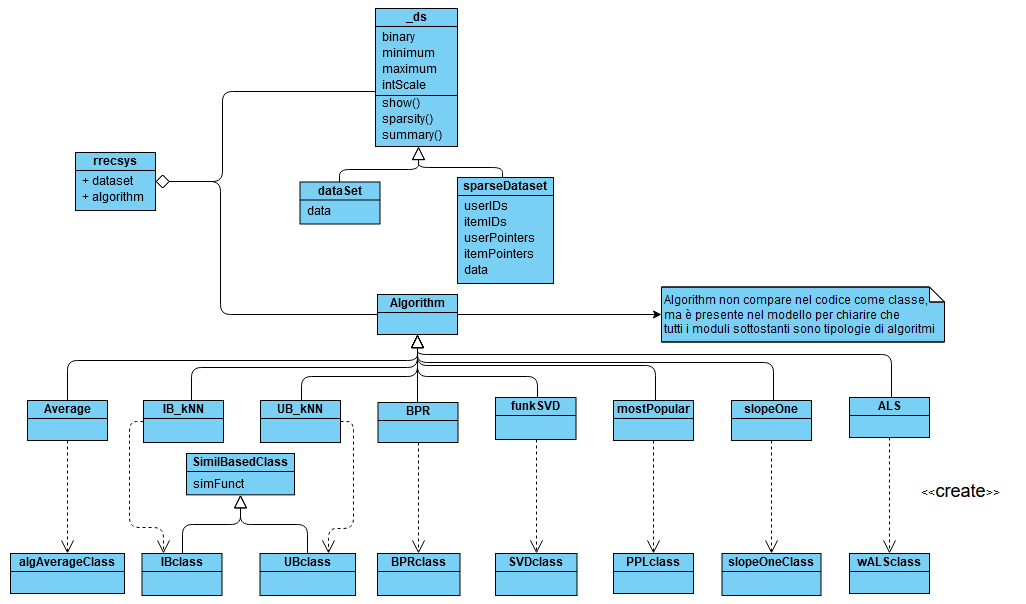 _ds
binary
minimum
maximum
intScale
show()
sparsity()
summary()
rrecsys
+ dataset
+ algorithm
dataSet
data
sparseDataset
userIDs
itemIDs
userPointers
itemPointers
data
Algorithm
Algorithm non compare nel codice come classe,
ma è presente nel modello per chiarire che
tutti i moduli sottostanti sono tipologie di algoritmi
Average
IB_kNN
UB_kNN
BPR
funkSVD
mostPopular
slopeOne
ALS
SimilBasedClass
simFunct
<<create>>
algAverageClass
IBclass
UBclass
BPRclass
SVDclass
PPLclass
slopeOneClass
wALSclass